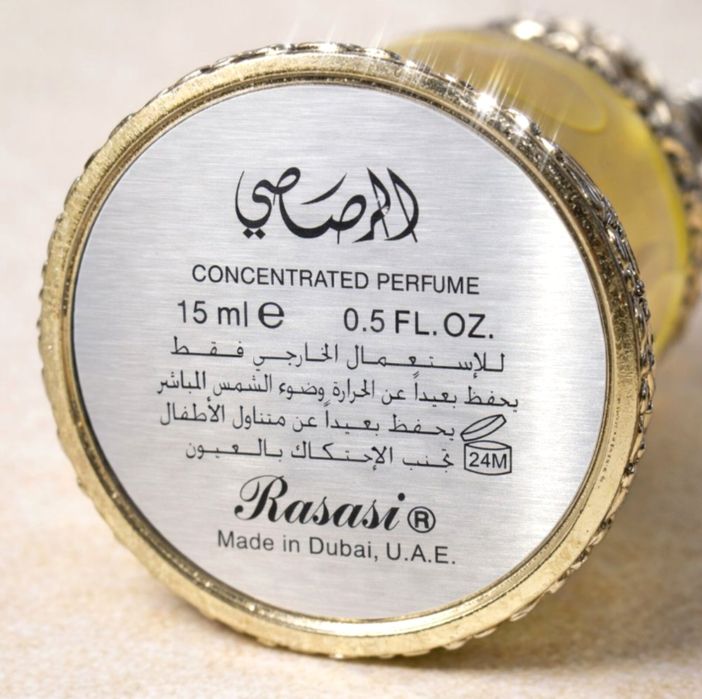 الرصاصي
CONCENTRATED PERFUME
15 ml ℮ 0.5 FL. OZ.
للإستعمال الخارجي فقط
يحفظ بعيداً عن الحرارة وضوء الشمس المباشر
يحفظ بعيداً عن متناول الأطفال
تجنب الإحتكاك بالعيون
24M
Rasasi ®
Made in Dubai, U.A.E.